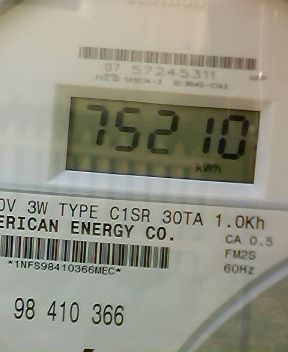 07 57245311
75210
kWh
0V 3W TYPE C1SR 30TA 1.0Kh
ERICAN ENERGY CO.
CA 0.5
FM2S
60Hz
*1NFS98410366MEC*
98 410 366